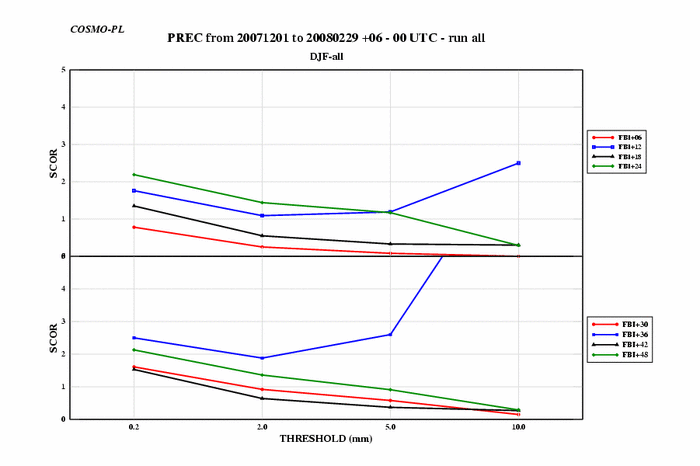 COSMO-PL
PREC from 20071201 to 20080229 +06 - 00 UTC - run all
DJF-all
5
4
3
2
1
SCOR
FBI+06
FBI+12
FBI+18
FBI+24
4
3
2
1
0
SCOR
FBI+30
FBI+36
FBI+42
FBI+48
0.2
2.0
5.0
10.0
THRESHOLD (mm)